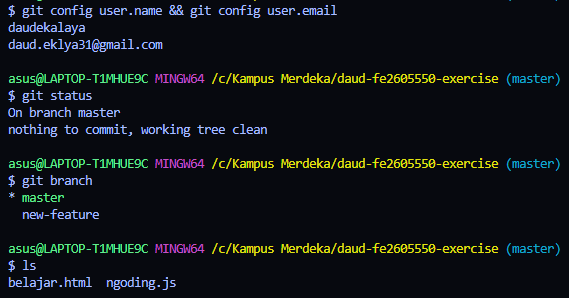 $ git config user.name && git config user.email
daudekalaya
daud.eklya31@gmail.com
asus@LAPTOP-T1MHUE9C MINGW64 /c/Kampus Merdeka/daud-fe2605550-exercise (master)
$ git status
On branch master
nothing to commit, working tree clean
asus@LAPTOP-T1MHUE9C MINGW64 /c/Kampus Merdeka/daud-fe2605550-exercise (master)
$ git branch
* master
  new-feature
asus@LAPTOP-T1MHUE9C MINGW64 /c/Kampus Merdeka/daud-fe2605550-exercise (master)
$ ls
belajar.html  ngoding.js